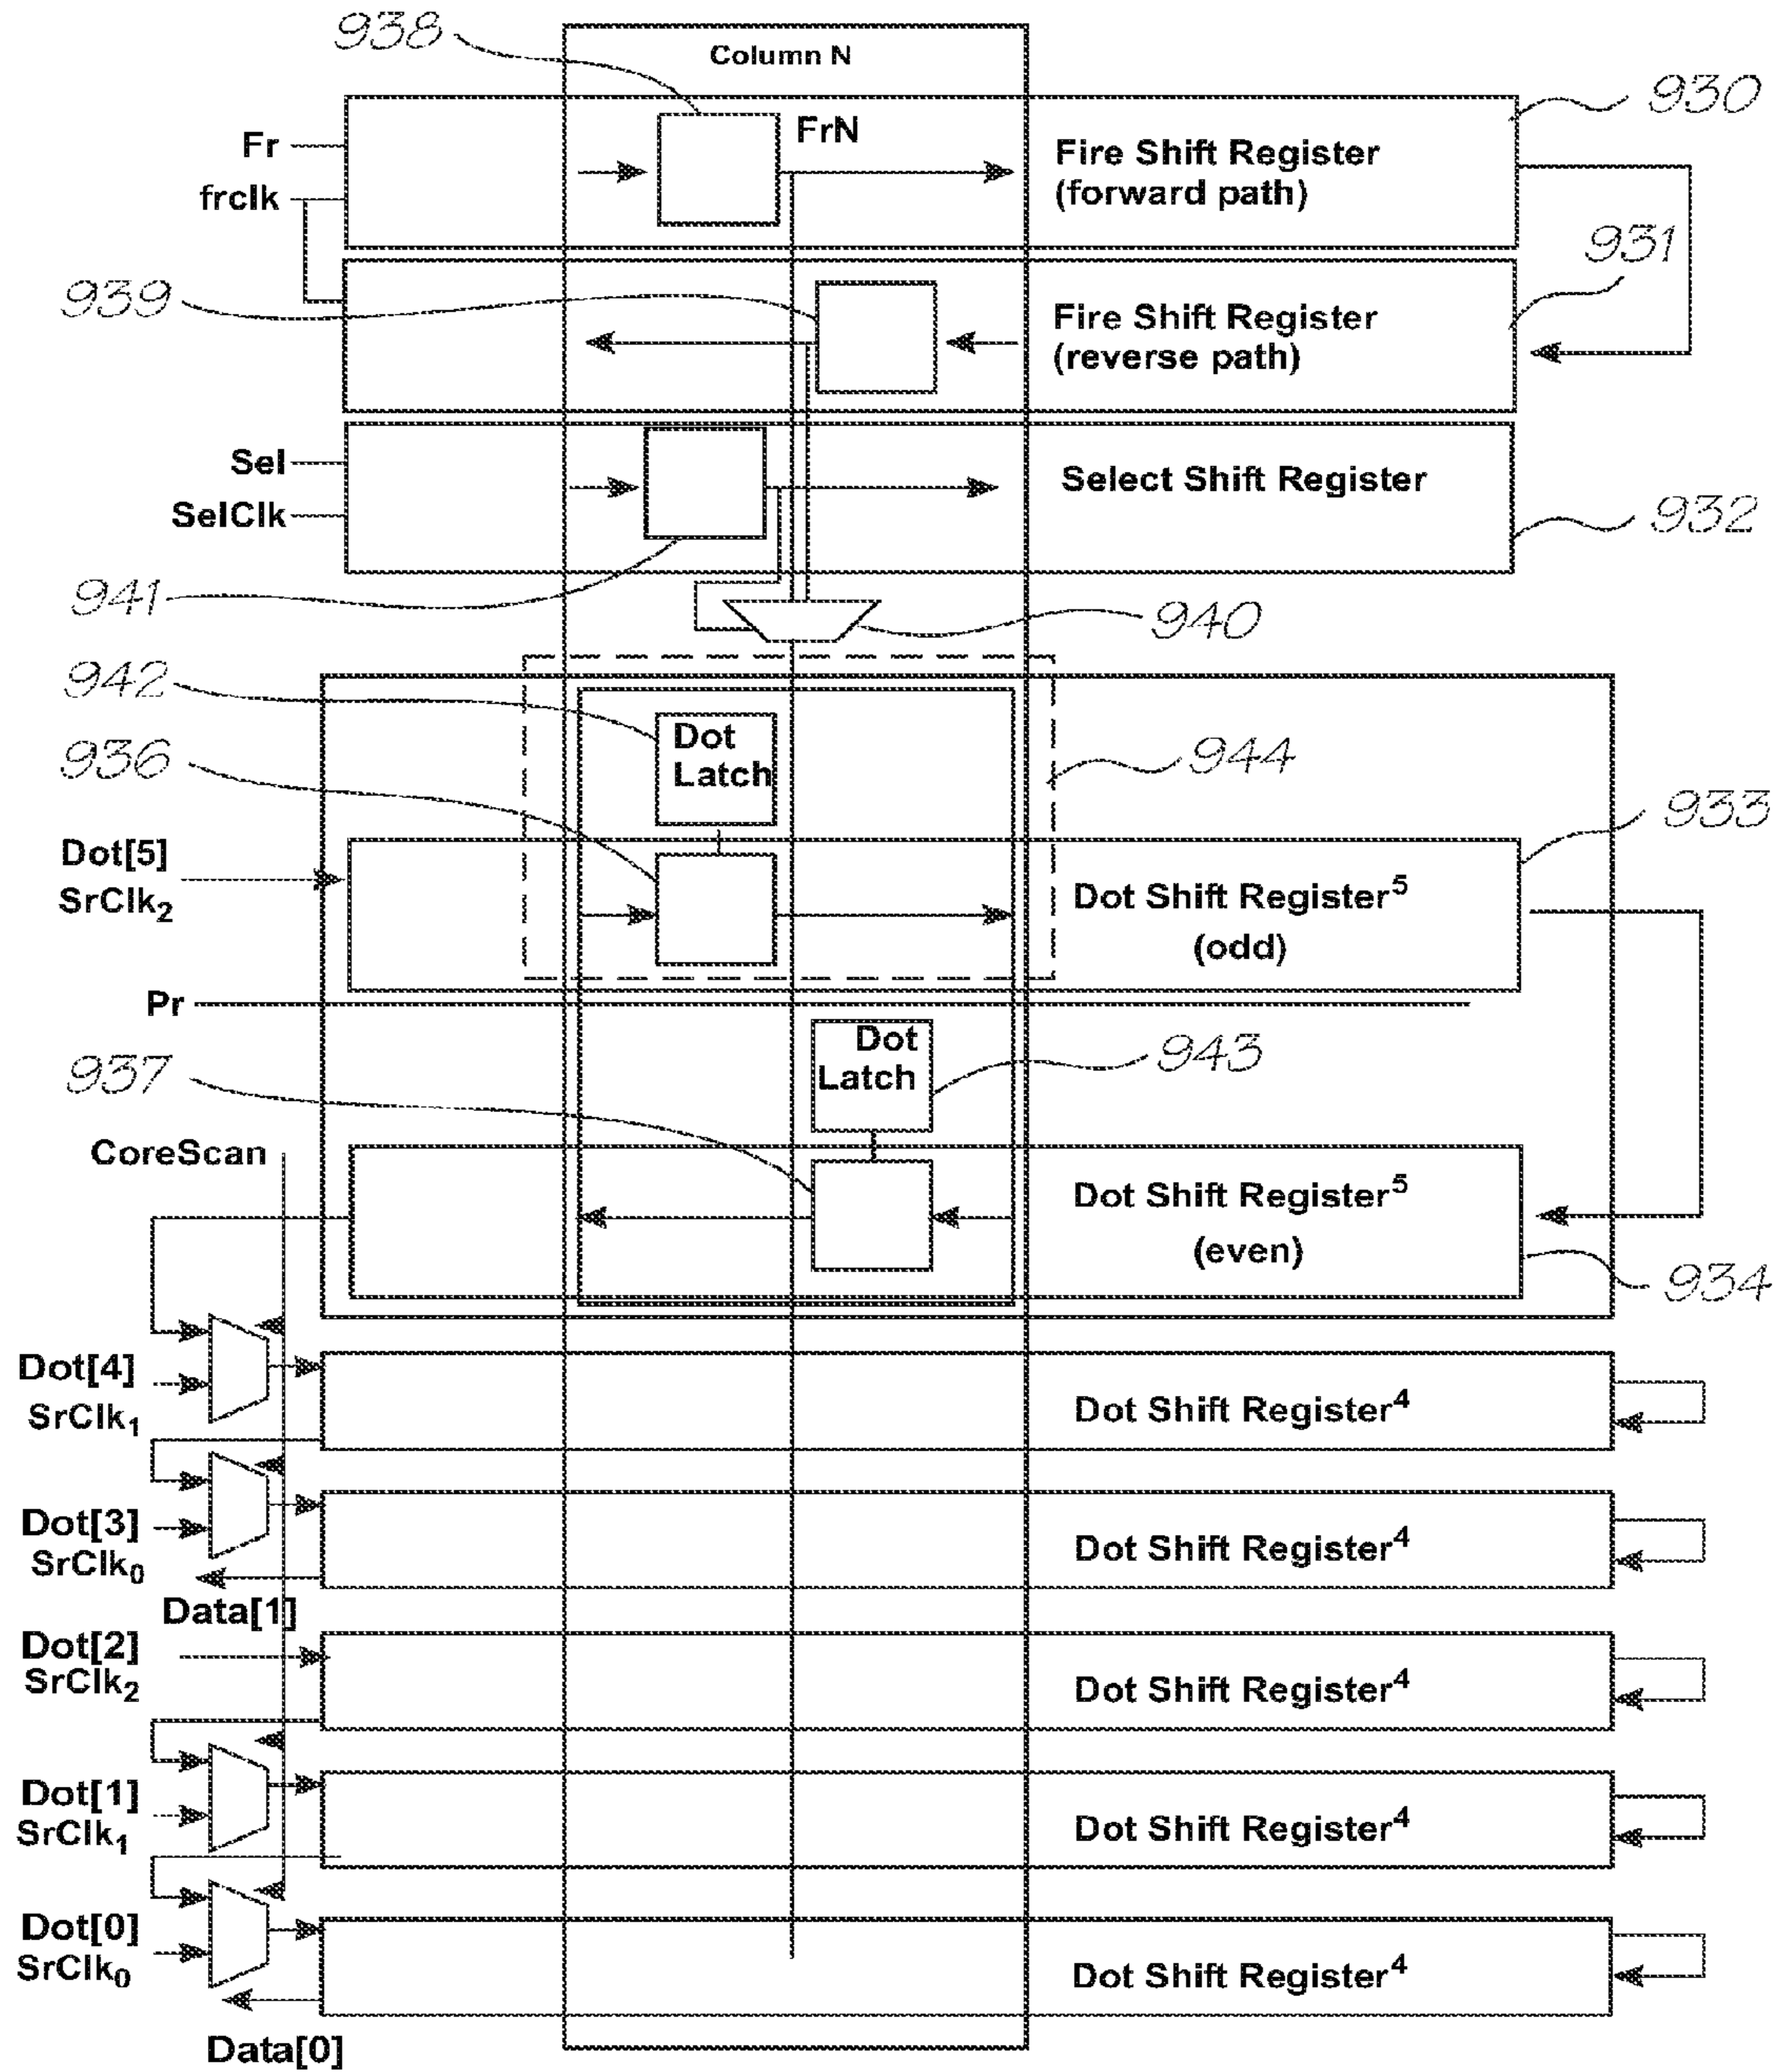 938
Column N
930
Fr
FrN
Fire Shift Register
(forward path)
frclk
931
939
Fire Shift Register
(reverse path)
Sel
Select Shift Register
SelClk
932
941
940
942
Dot
Latch
936
944
933
Dot[5]
SrClk2
Dot Shift Register5
(odd)
Pr
Dot
Latch
943
937
CoreScan
Dot Shift Register5
(even)
934
Dot[4]
SrClk1
Dot Shift Register4
Dot[3]
SrClk0
Dot Shift Register4
Data[1]
Dot[2]
SrClk2
Dot Shift Register4
Dot[1]
SrClk1
Dot Shift Register4
Dot[0]
SrClk0
Dot Shift Register4
Data[0]